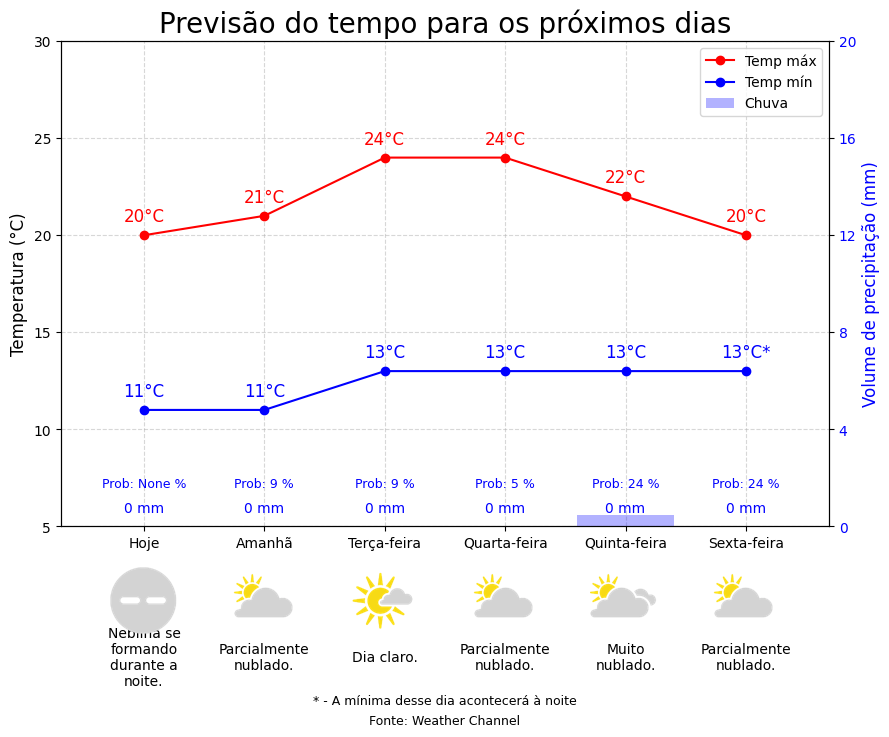 Previsão do tempo para os próximos dias
30
25
20
15
10
5
Temperatura (°C)
20
16
12
8
4
0
Volume de precipitação (mm)
Temp máx
Temp mín
Chuva
20°C
21°C
24°C
24°C
22°C
20°C
11°C
11°C
13°C
13°C
13°C
13°C*
Prob: None %
Prob: 9 %
Prob: 9 %
Prob: 5 %
Prob: 24 %
Prob: 24 %
0 mm
0 mm
0 mm
0 mm
0 mm
0 mm
Hoje
Amanhã
Terça-feira
Quarta-feira
Quinta-feira
Sexta-feira
Neblina se
formando
durante a
noite.
Parcialmente
nublado.
Dia claro.
Parcialmente
nublado.
Muito
nublado.
Parcialmente
nublado.
* - A mínima desse dia acontecerá à noite
Fonte: Weather Channel